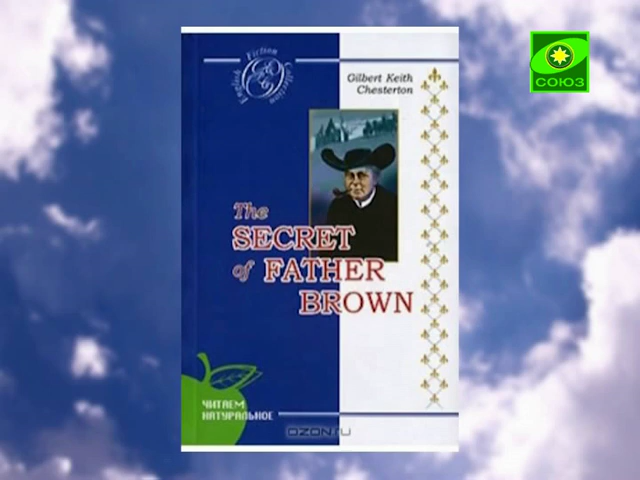 English Fiction Collection
Gilbert Keith
Chesterton
СОЮЗ
The
SECRET
of FATHER
BROWN
ЧИТАЕМ
НАТУРАЛЬНОЕ
OZON.ru